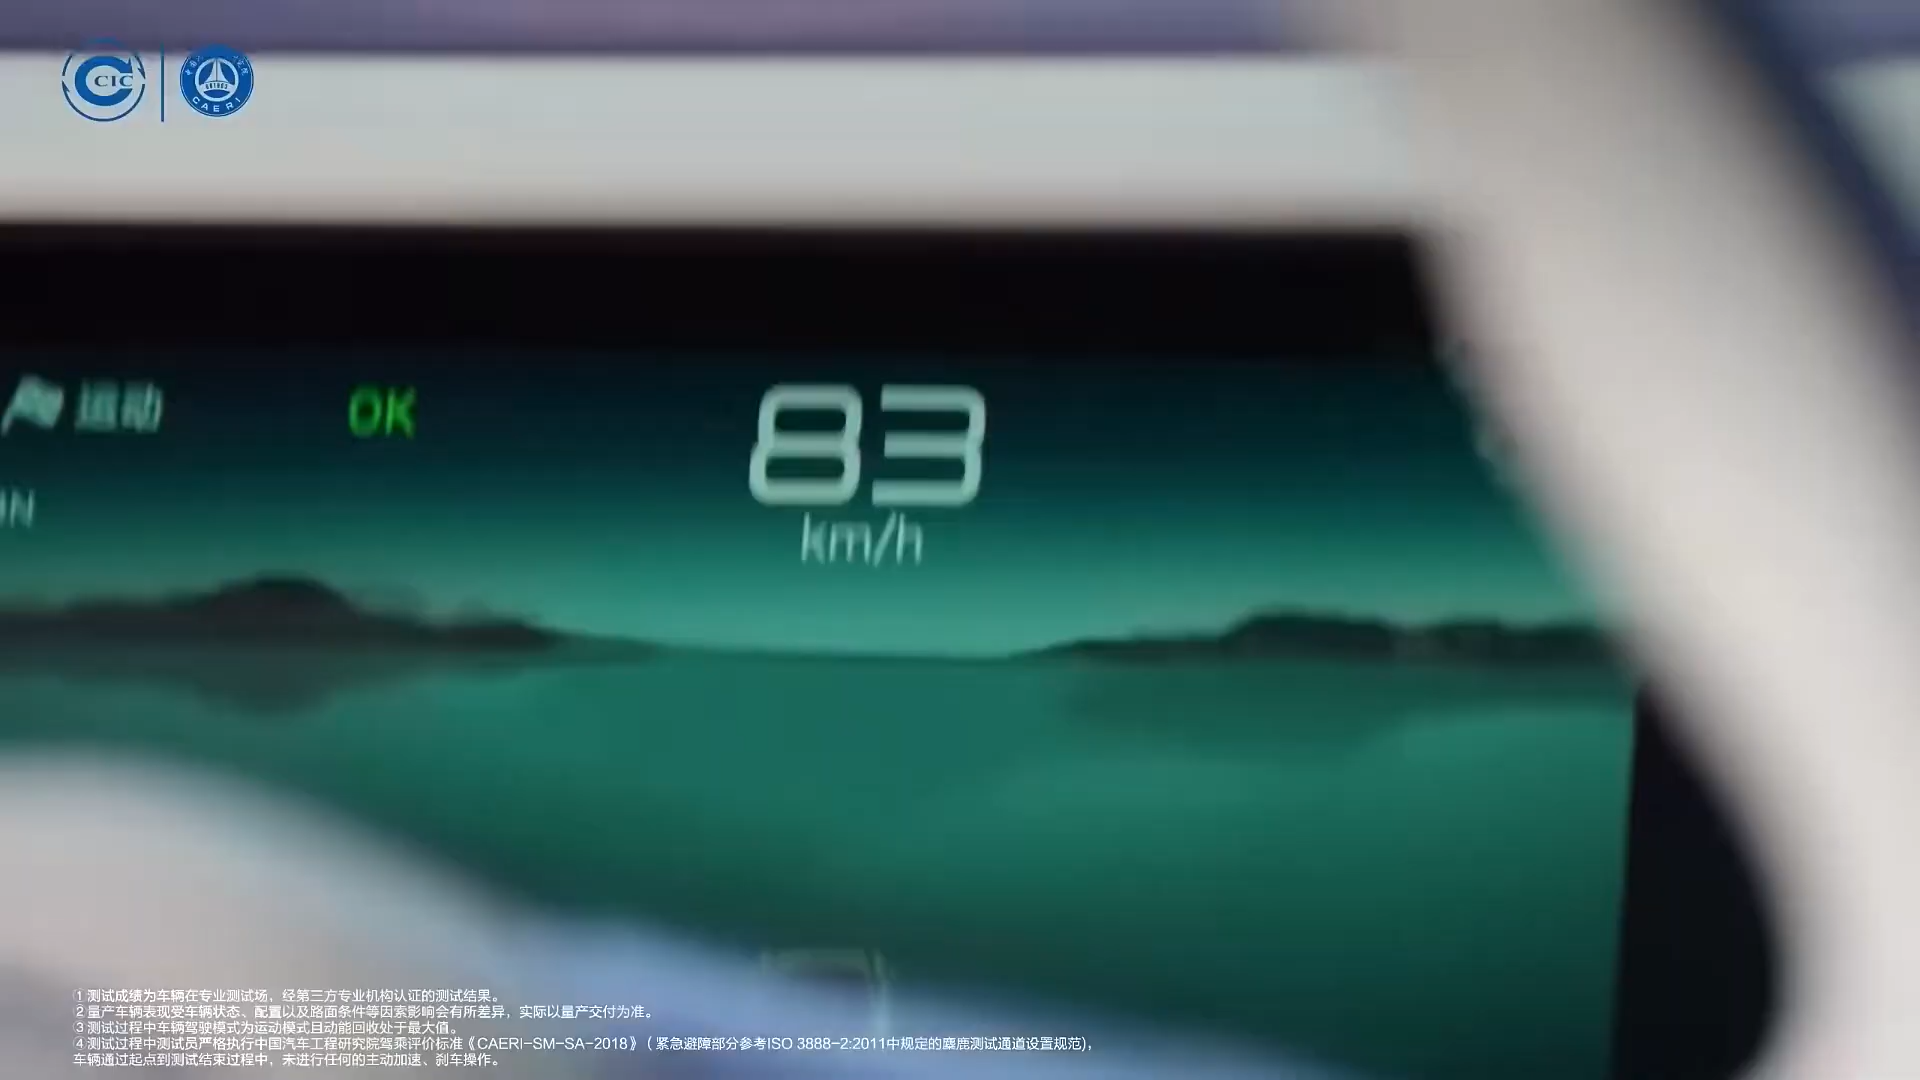 CCIC
CAERI
运动
OK
83
km/h
①测试成绩为车辆在专业测试场，经第三方专业机构认证的测试结果。
②量产车辆表现受车辆状态、配置以及路面条件等因素影响会有所差异，实际以量产交付为准。
③测试过程中车辆驾驶模式为运动模式且动能回收处于最大值。
④测试过程中测试员严格执行中国汽车工程研究院驾乘评价标准《CAERI-SM-SA-2018》（紧急避障部分参考ISO 3888-2:2011中规定的麋鹿测试通道设置规范)，
车辆通过起点到测试结束过程中，未进行任何的主动加速、刹车操作。